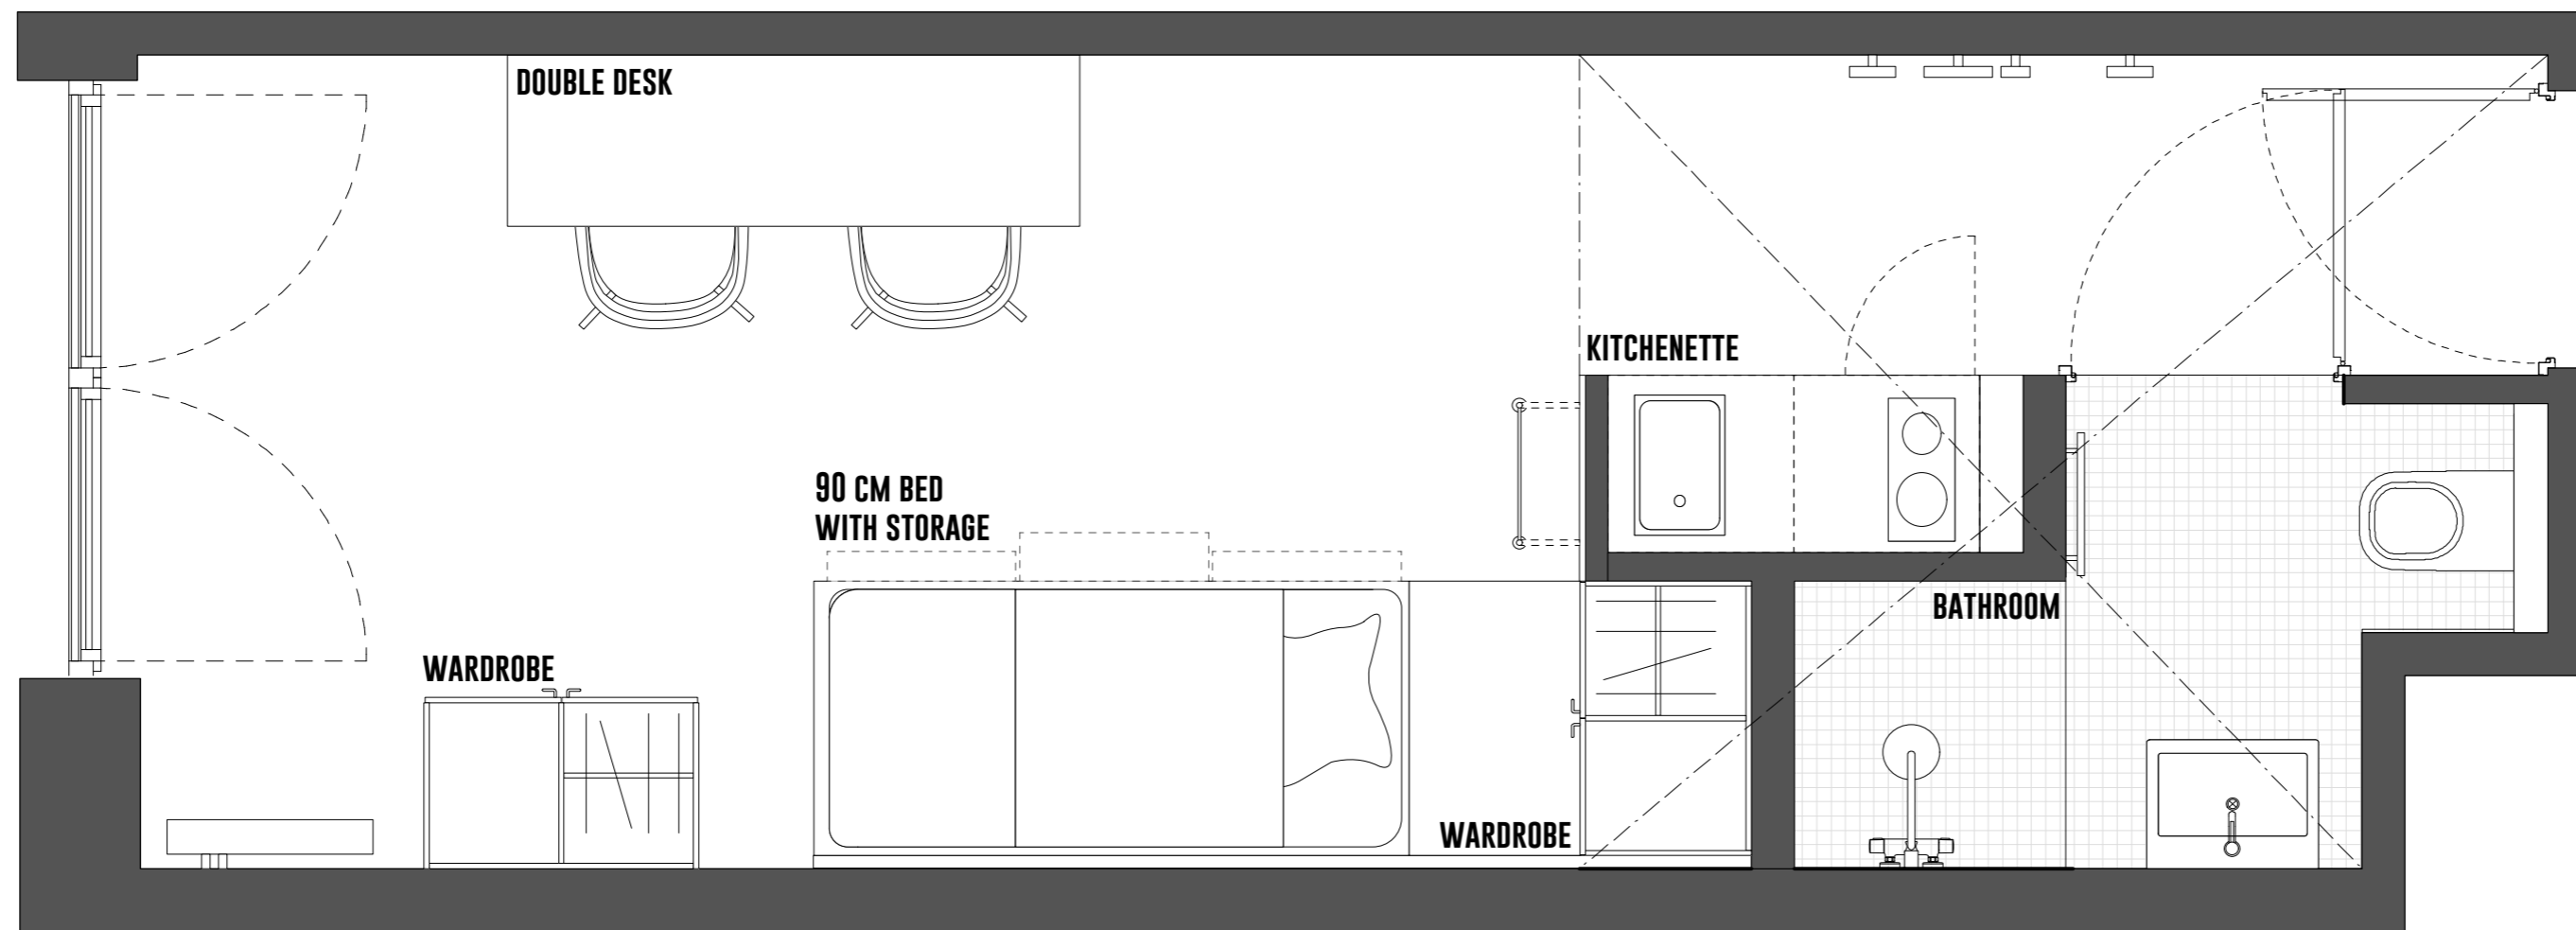 DOUBLE DESK
KITCHENETTE
90 CM BED
WITH STORAGE
BATHROOM
WARDROBE
WARDROBE